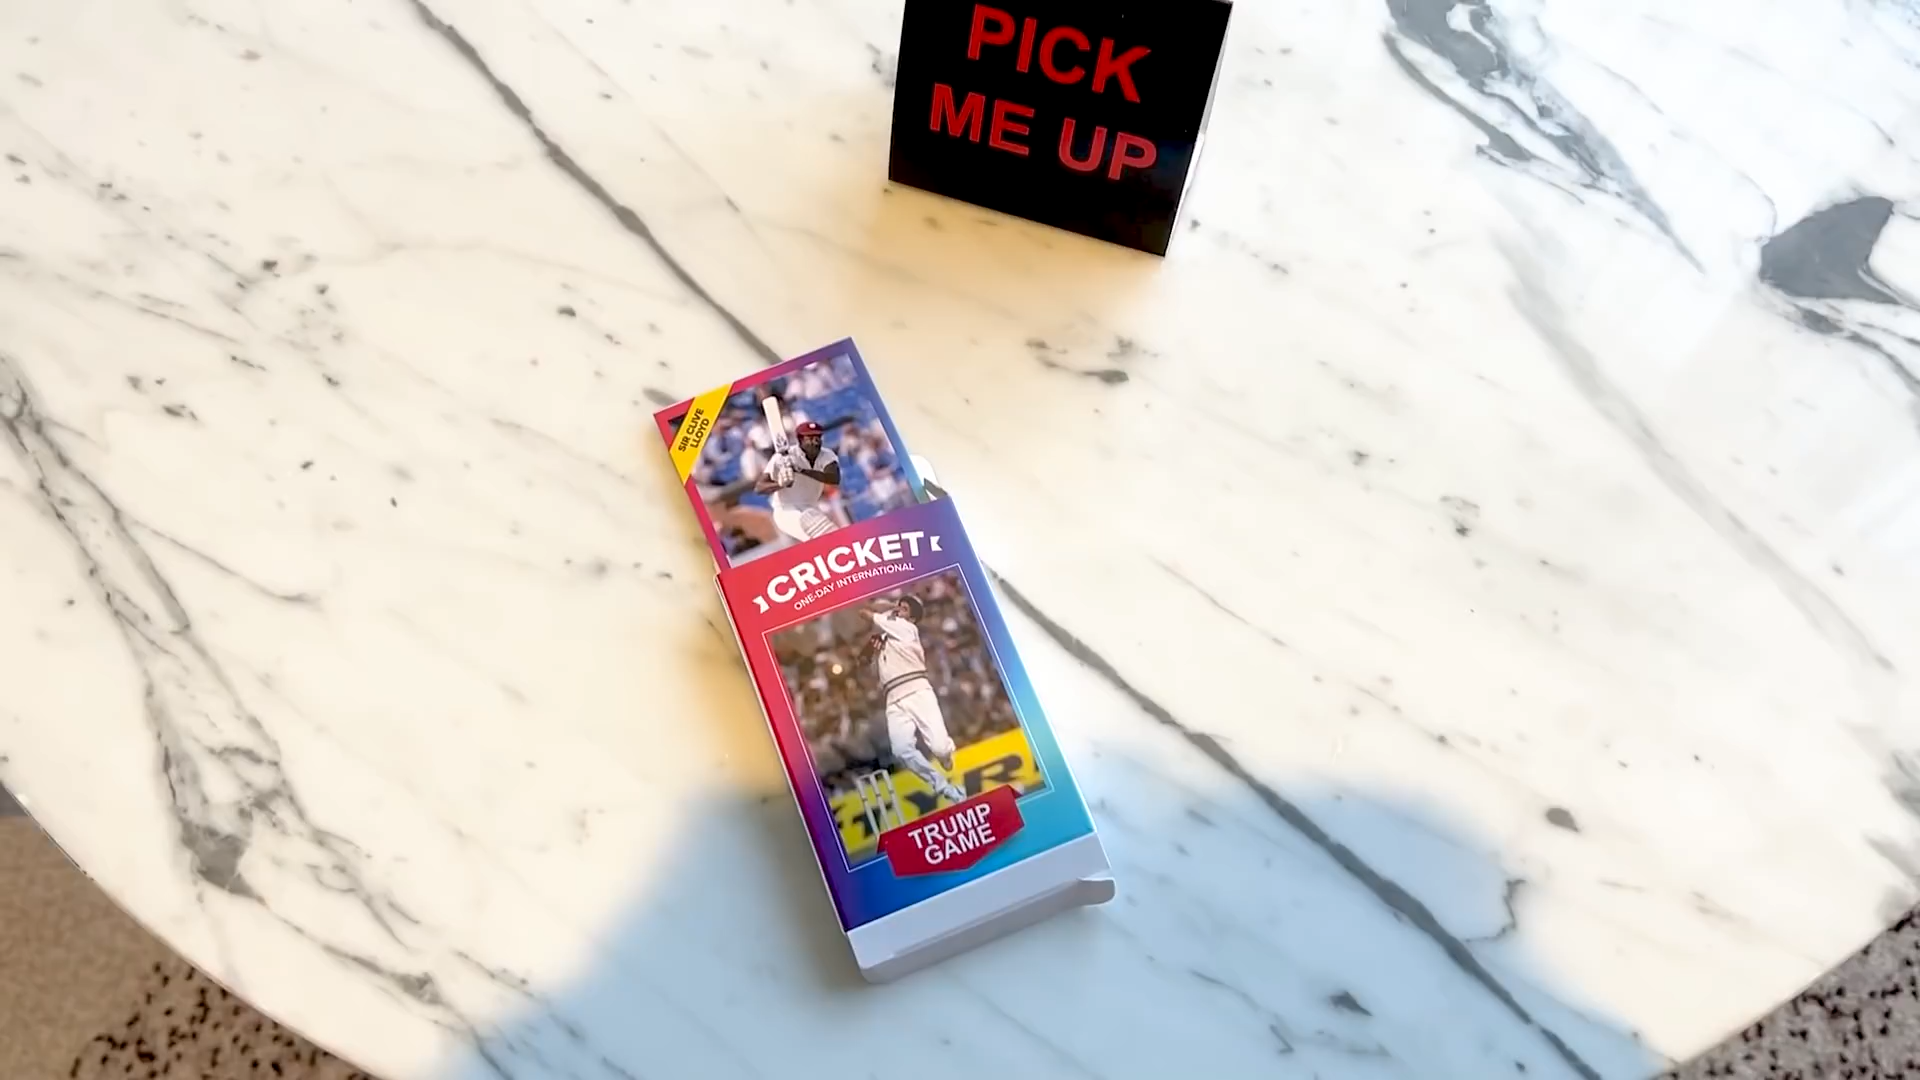 PICK
ME UP
SIR CLIVE
LLOYD
CRICKET
ONE-DAY INTERNATIONAL
TRUMP
GAME